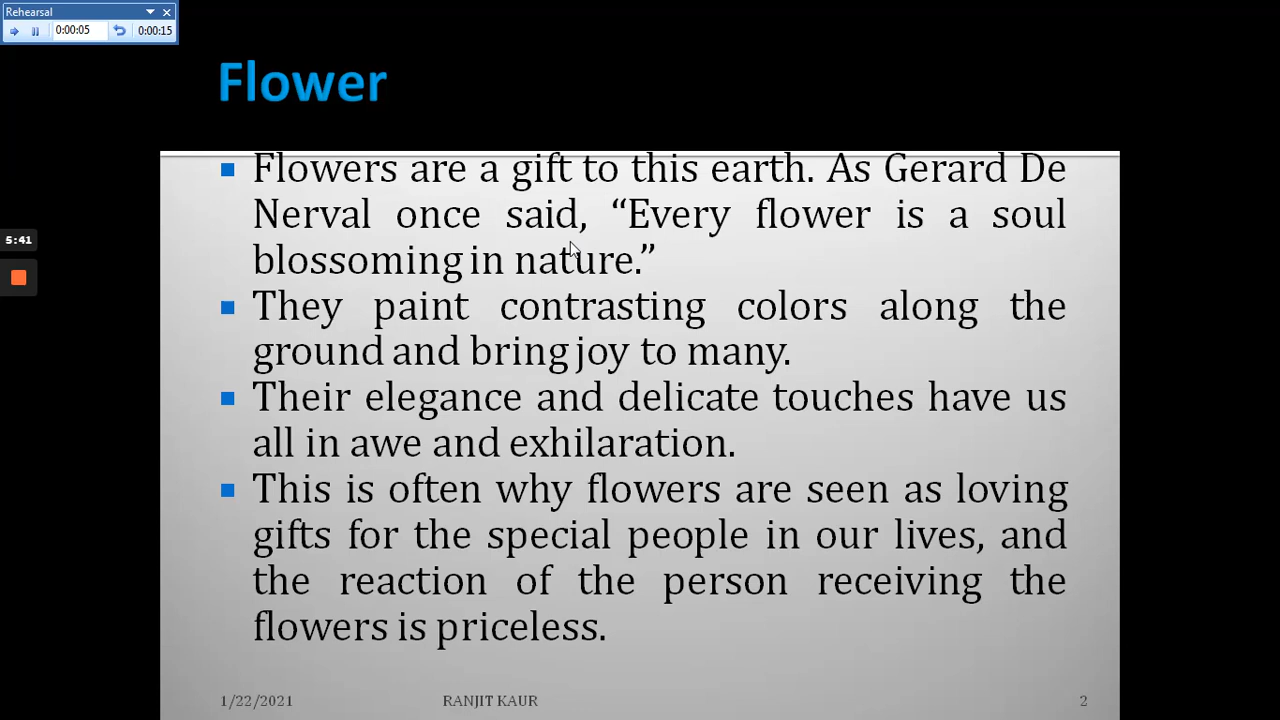 Rehearsal
0:00:05
0:00:15
Flower
Flowers are a gift to this earth. As Gerard De
Nerval once said, “Every flower is a soul
blossoming in nature.”
5:41
They paint contrasting colors along the
ground and bring joy to many.
Their elegance and delicate touches have us
all in awe and exhilaration.
This is often why flowers are seen as loving
gifts for the special people in our lives, and
the reaction of the person receiving the
flowers is priceless.
1/22/2021
RANJIT KAUR
2